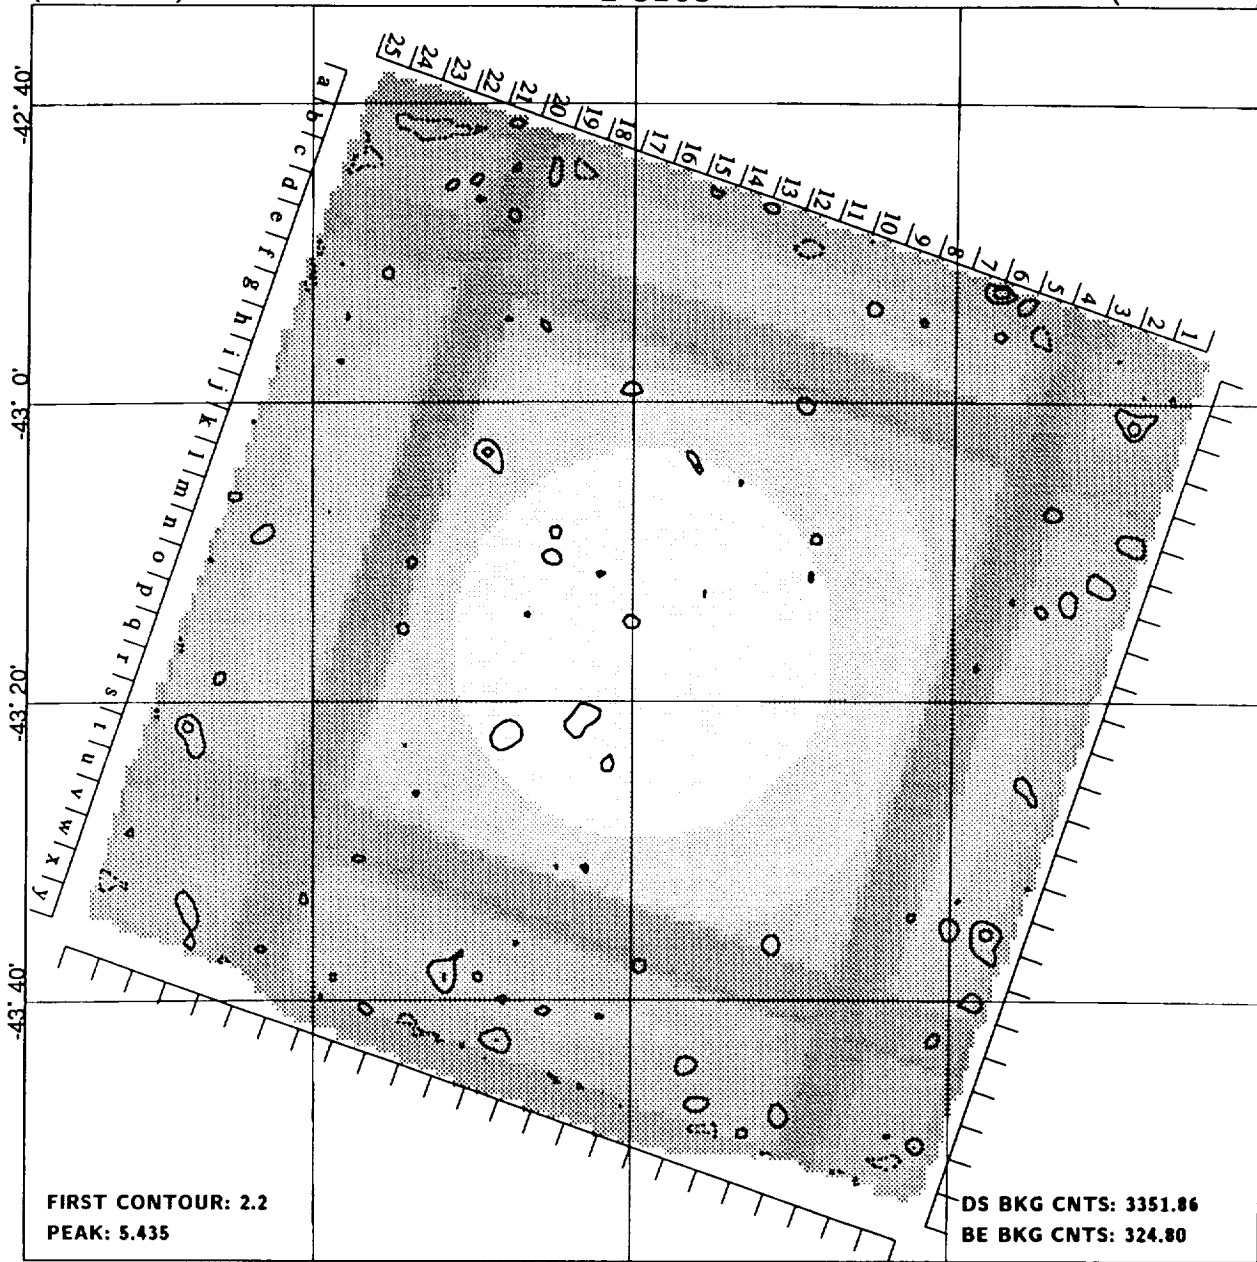 25 24 23 22 21 20 19 18 17 16 15 14 13 12 11 10 9 8 7 6 5 4 3 2 1
a b c d e f g h i j k l m n o p q r s t u v w x y
-42° 40'
-43° 0'
-43° 20'
-43° 40'
FIRST CONTOUR: 2.2
PEAK: 5.435
DS BKG CNTS: 3351.86
BE BKG CNTS: 324.80